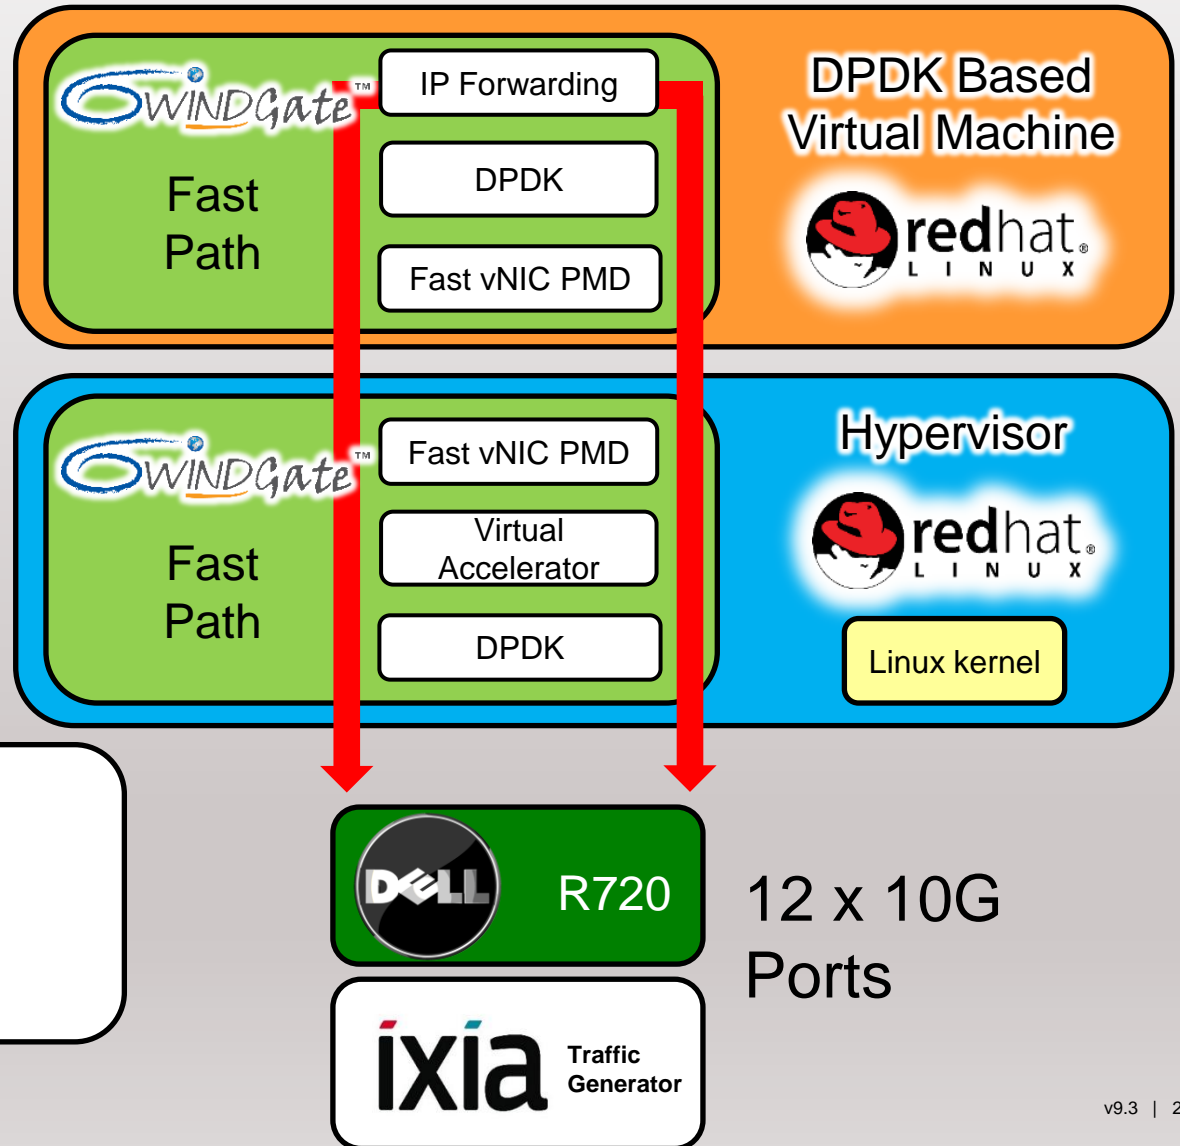 6WINDGate™
IP Forwarding
DPDK
Fast vNIC PMD
Fast
Path
DPDK Based
Virtual Machine
redhat®
LINUX
6WINDGate™
Fast vNIC PMD
Virtual
Accelerator
DPDK
Fast
Path
Hypervisor
redhat®
LINUX
Linux kernel
DELL
R720
12 x 10G
Ports
ixia
Traffic
Generator
v9.3 | 2